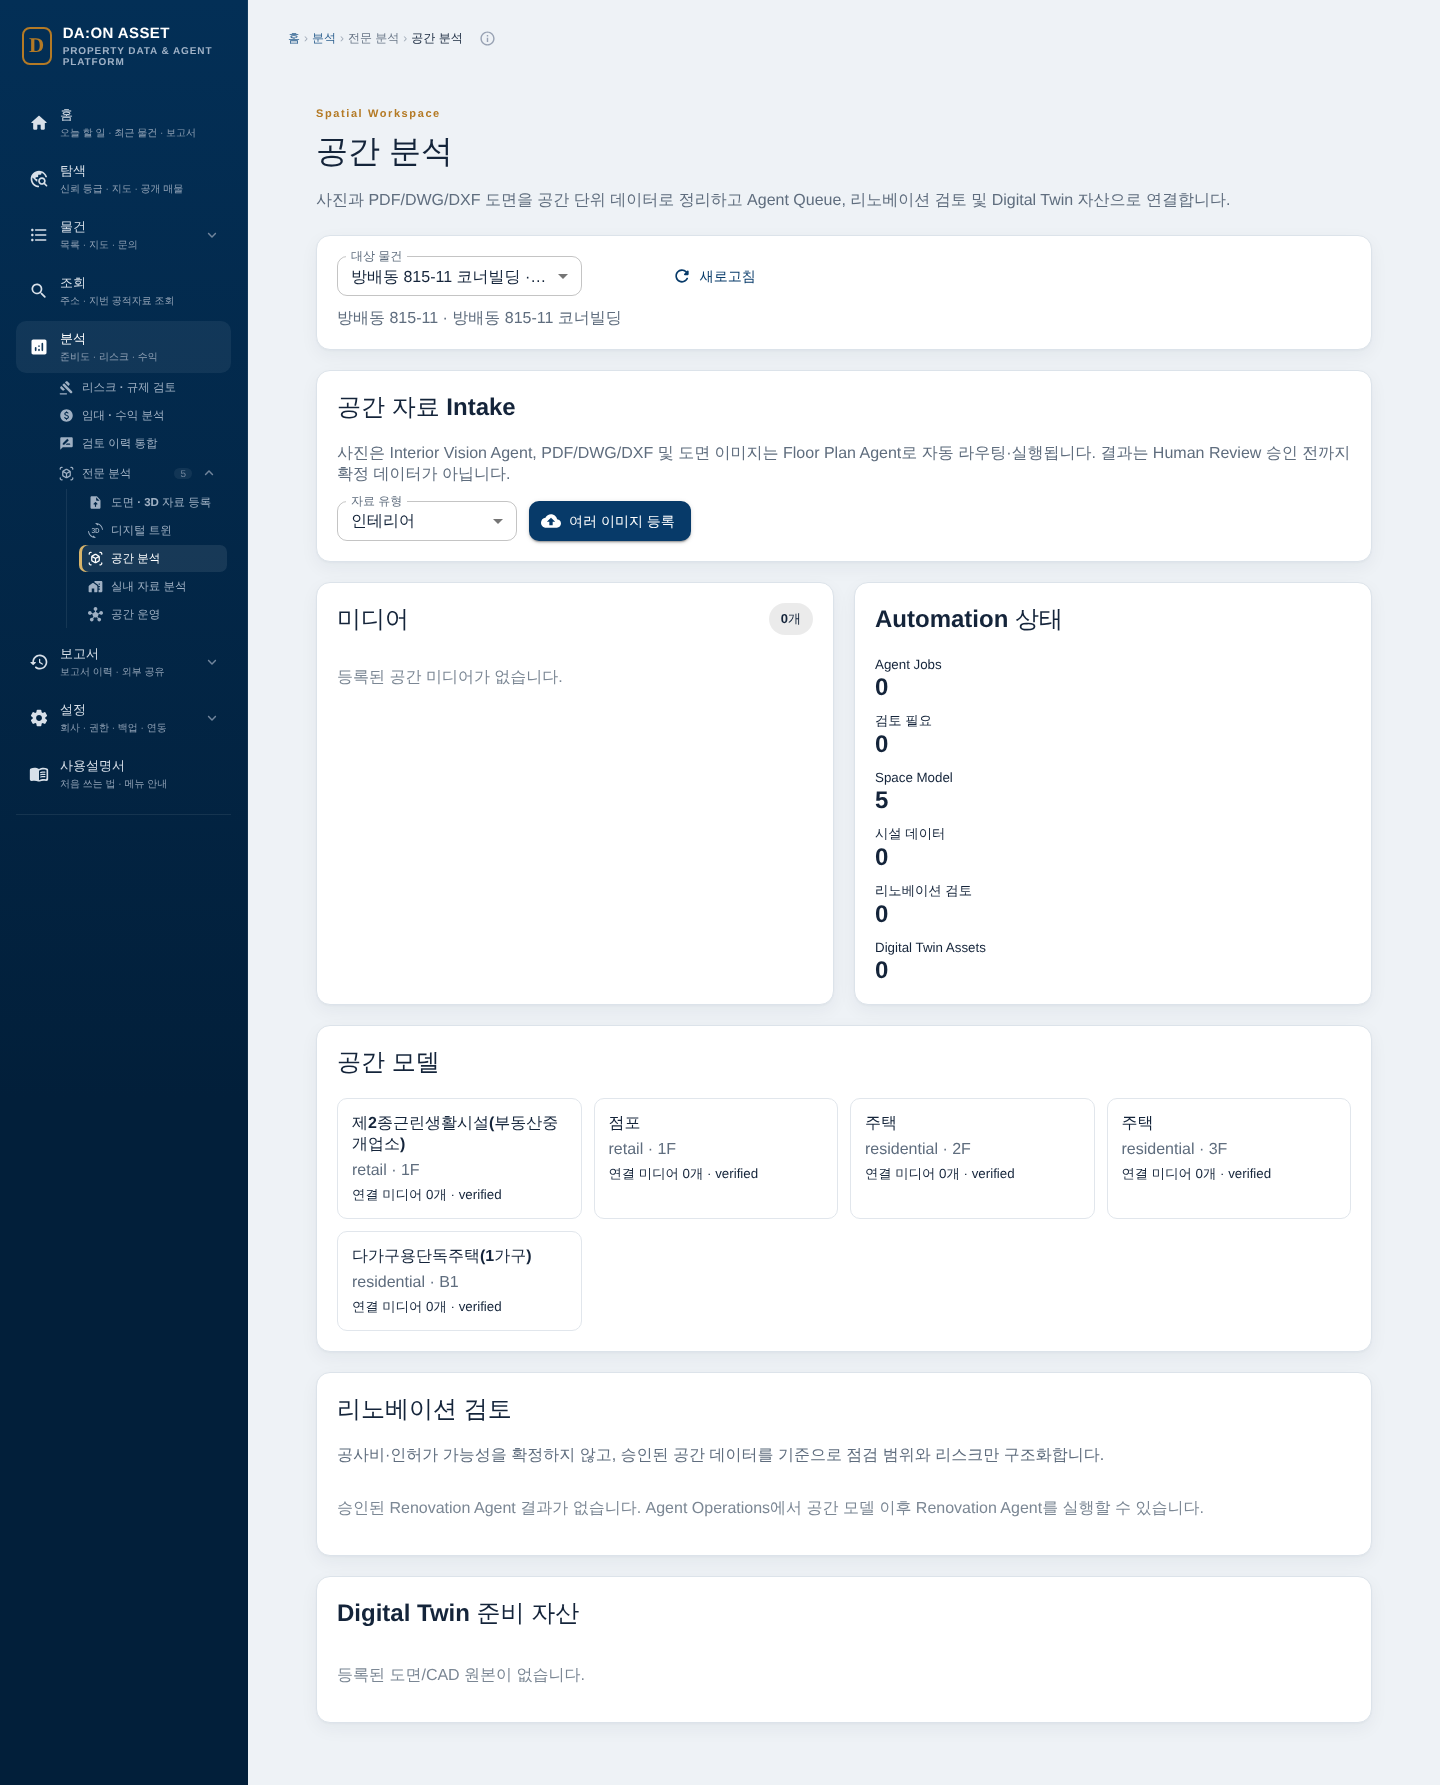 D
DA:ON ASSET
PROPERTY DATA & AGENT
PLATFORM
홈
오늘 할 일 · 최근 물건 · 보고서
탐색
신뢰 등급 · 지도 · 공개 매물
물건
목록 · 지도 · 문의
조회
주소 · 지번 공적자료 조회
분석
준비도 · 리스크 · 수익
리스크 · 규제 검토
임대 · 수익 분석
검토 이력 통합
전문 분석 5
도면 · 3D 자료 등록
디지털 트윈
공간 분석
실내 자료 분석
공간 운영
보고서
보고서 이력 · 외부 공유
설정
회사 · 권한 · 백업 · 연동
사용설명서
처음 쓰는 법 · 메뉴 안내
홈 › 분석 › 전문 분석 › 공간 분석
Spatial Workspace
공간 분석
사진과 PDF/DWG/DXF 도면을 공간 단위 데이터로 정리하고 Agent Queue, 리노베이션 검토 및 Digital Twin 자산으로 연결합니다.
대상 물건
방배동 815-11 코너빌딩 ·…
새로고침
방배동 815-11 · 방배동 815-11 코너빌딩
공간 자료 Intake
사진은 Interior Vision Agent, PDF/DWG/DXF 및 도면 이미지는 Floor Plan Agent로 자동 라우팅·실행됩니다. 결과는 Human Review 승인 전까지
확정 데이터가 아닙니다.
자료 유형
인테리어
여러 이미지 등록
미디어
0개
등록된 공간 미디어가 없습니다.
Automation 상태
Agent Jobs
0
검토 필요
0
Space Model
5
시설 데이터
0
리노베이션 검토
0
Digital Twin Assets
0
공간 모델
제2종근린생활시설(부동산중
개업소)
retail · 1F
연결 미디어 0개 · verified
점포
retail · 1F
연결 미디어 0개 · verified
주택
residential · 2F
연결 미디어 0개 · verified
주택
residential · 3F
연결 미디어 0개 · verified
다가구용단독주택(1가구)
residential · B1
연결 미디어 0개 · verified
리노베이션 검토
공사비·인허가 가능성을 확정하지 않고, 승인된 공간 데이터를 기준으로 점검 범위와 리스크만 구조화합니다.
승인된 Renovation Agent 결과가 없습니다. Agent Operations에서 공간 모델 이후 Renovation Agent를 실행할 수 있습니다.
Digital Twin 준비 자산
등록된 도면/CAD 원본이 없습니다.